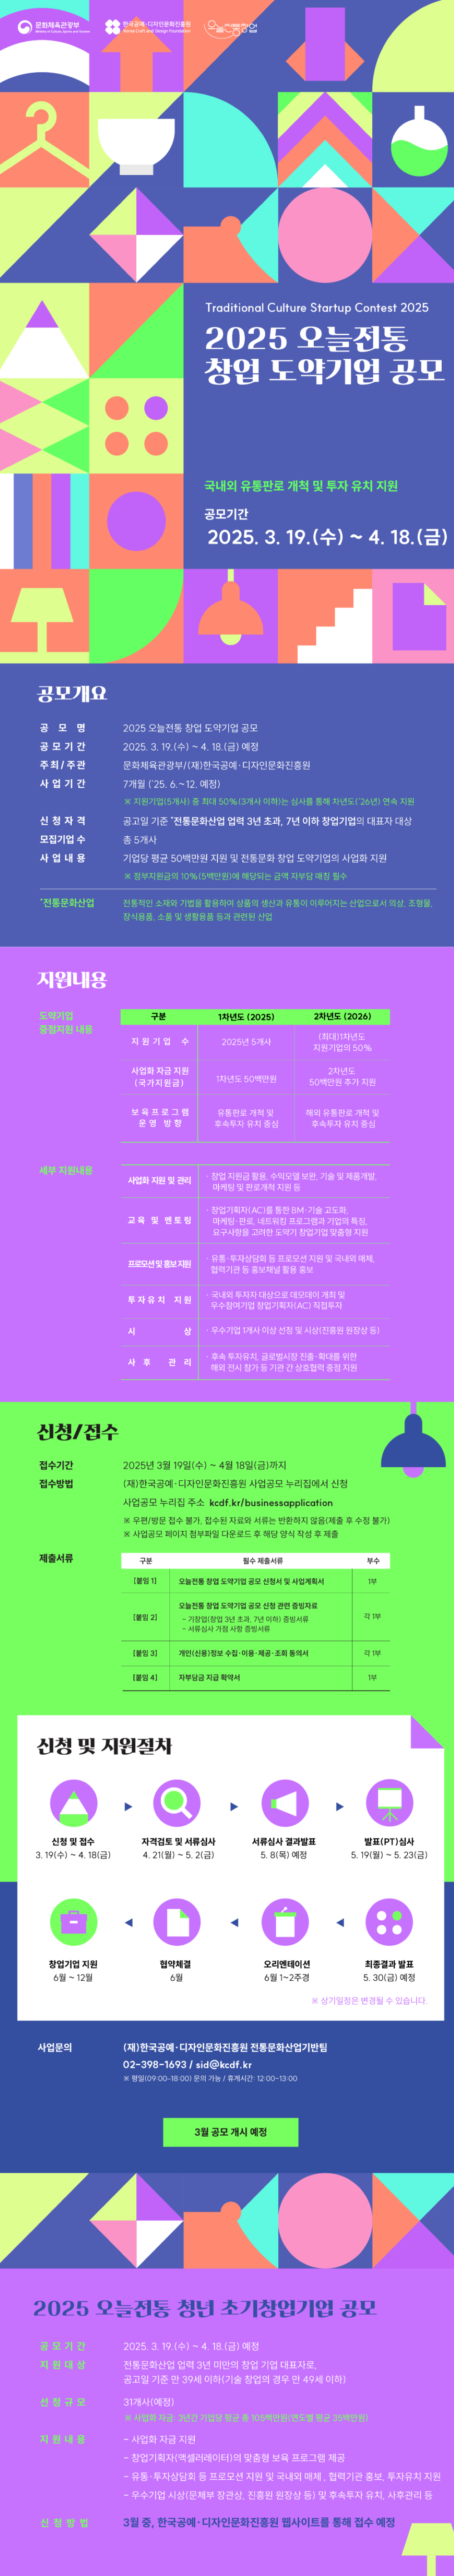 문화체육관광부
한국공예·디자인문화진흥원
Korea Craft and Design Foundation
Traditional Culture Startup Contest 2025
2025 오늘전통
창업 도약기업 공모
국내외 유통판로 개척 및 투자 유치 지원
공모기간
2025. 3. 19.(수) ~ 4. 18.(금)
공모개요
공 모 명 2025 오늘전통 창업 도약기업 공모
공모기간 2025. 3. 19.(수) ~ 4. 18.(금) 예정
주최/주관 문화체육관광부/(재)한국공예·디자인문화진흥원
사업기간 7개월 ('25. 6.~12. 예정)
※ 지원기업(5개사) 중 최대 50%(3개사 이하)는 심사를 통해 차년도('26년) 연속 지원
신청자격 공고일 기준 *전통문화산업 업력 3년 초과, 7년 이하 창업기업의 대표자 대상
모집기업 수 총 5개사
사업내용 기업당 평균 50백만원 지원 및 전통문화 창업 도약기업의 사업화 지원
※ 정부지원금의 10%(5백만원)에 해당되는 금액 자부담 매칭 필수
*전통문화산업 전통적인 소재와 기법을 활용하여 상품의 생산과 유통이 이루어지는 산업으로서 의상, 조형물,
장식용품, 소품 및 생활용품 등과 관련된 산업
지원내용
도약기업
중점지원 내용
구분 1차년도 (2025) 2차년도 (2026)
지원기업 수 2025년 5개사 (최대)1차년도
지원기업의 50%
사업화 자금 지원
(국가지원금) 1차년도 50백만원 2차년도
50백만원 추가 지원
보육프로그램
운영 방향 유통판로 개척 및
후속투자 유치 중심 해외 유통판로 개척 및
후속투자 유치 중심
세부 지원내용
사업화 지원 및 관리 · 창업 지원금 활용, 수익모델 보완, 기술 및 제품개발,
마케팅 및 판로개척 지원 등
교육 및 멘토링 · 창업기획자(AC)를 통한 BM·기술 고도화,
마케팅·판로, 네트워킹 프로그램과 기업의 특징,
요구사항을 고려한 도약기 창업기업 맞춤형 지원
프로모션 및 홍보 지원 · 유통·투자상담회 등 프로모션 지원 및 국내외 매체,
협력기관 등 홍보채널 활용 홍보
투자유치 지원 · 국내외 투자자 대상으로 데모데이 개최 및
우수참여기업 창업기획자(AC) 직접투자
시 상 · 우수기업 1개사 이상 선정 및 시상(진흥원 원장상 등)
사후 관리 · 후속 투자유치, 글로벌시장 진출·확대를 위한
해외 전시 참가 등 기관 간 상호협력 중점 지원
신청/접수
접수기간 2025년 3월 19일(수) ~ 4월 18일(금)까지
접수방법 (재)한국공예·디자인문화진흥원 사업공모 누리집에서 신청
사업공모 누리집 주소 kcdf.kr/businessapplication
※ 우편/방문 접수 불가, 접수된 자료와 서류는 반환하지 않음(제출 후 수정 불가)
※ 사업공모 페이지 첨부파일 다운로드 후 해당 양식 작성 후 제출
제출서류
구분 필수 제출서류 부수
[붙임 1] 오늘전통 창업 도약기업 공모 신청서 및 사업계획서 1부
[붙임 2] 오늘전통 창업 도약기업 공모 신청 관련 증빙자료
- 기창업(창업 3년 초과, 7년 이하) 증빙서류
- 서류심사 가점 사항 증빙서류 각 1부
[붙임 3] 개인(신용)정보 수집·이용·제공·조회 동의서 각 1부
[붙임 4] 자부담금 지급 확약서 1부
신청 및 지원절차
신청 및 접수 자격검토 및 서류심사 서류심사 결과발표 발표(PT)심사
3. 19(수) ~ 4. 18(금) 4. 21(월) ~ 5. 2(금) 5. 8(목) 예정 5. 19(월) ~ 5. 23(금)
창업기업 지원 협약체결 오리엔테이션 최종결과 발표
6월 ~ 12월 6월 6월 1~2주경 5. 30(금) 예정
※ 상기일정은 변경될 수 있습니다.
사업문의 (재)한국공예·디자인문화진흥원 전통문화산업기반팀
02-398-1693 / sid@kcdf.kr
※ 평일(09:00-18:00) 문의 가능 / 휴게시간: 12:00-13:00
3월 공모 개시 예정
2025 오늘전통 청년 초기창업기업 공모
공모기간 2025. 3. 19.(수) ~ 4. 18.(금) 예정
지원대상 전통문화산업 업력 3년 미만의 창업 기업 대표자로,
공고일 기준 만 39세 이하(기술 창업의 경우 만 49세 이하)
선정규모 31개사(예정)
※ 사업화 자금: 3년간 기업당 평균 총 105백만원(연도별 평균 35백만원)
지원내용 - 사업화 자금 지원
- 창업기획자(액셀러레이터)의 맞춤형 보육 프로그램 제공
- 유통·투자상담회 등 프로모션 지원 및 국내외 매체, 협력기관 홍보, 투자유치 지원
- 우수기업 시상(문체부 장관상, 진흥원 원장상 등) 및 후속투자 유치, 사후관리 등
신청방법 3월 중, 한국공예·디자인문화진흥원 웹사이트를 통해 접수 예정